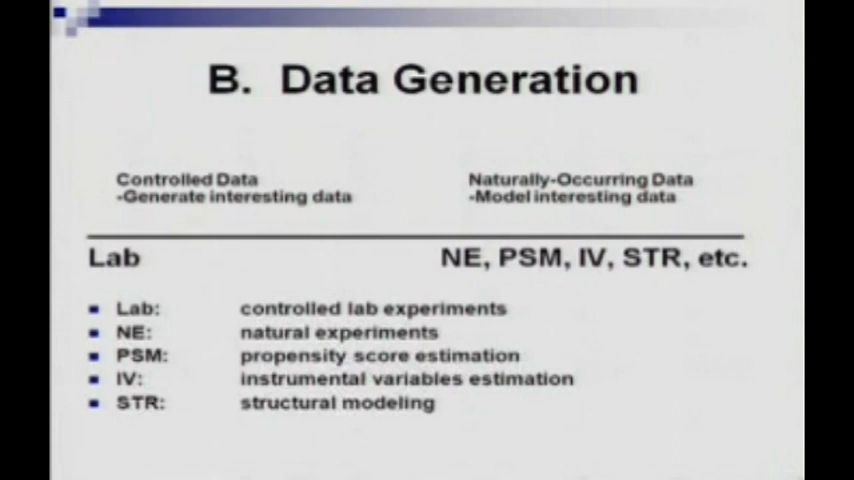 B. Data Generation
Controlled Data
-Generate interesting data
Naturally-Occurring Data
-Model interesting data
Lab
NE, PSM, IV, STR, etc.
Lab: controlled lab experiments
NE: natural experiments
PSM: propensity score estimation
IV: instrumental variables estimation
STR: structural modeling